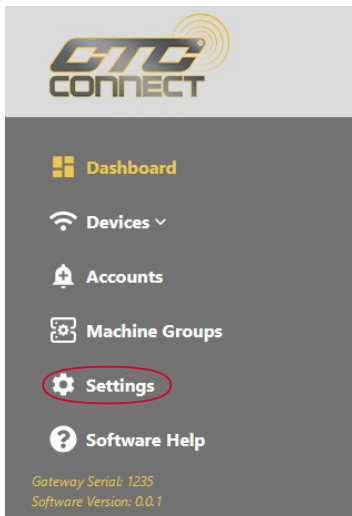 CTC
CONNECT
Dashboard
Devices
Accounts
Machine Groups
Settings
Software Help
Gateway Serial: 1235
Software Version: 0.0.1